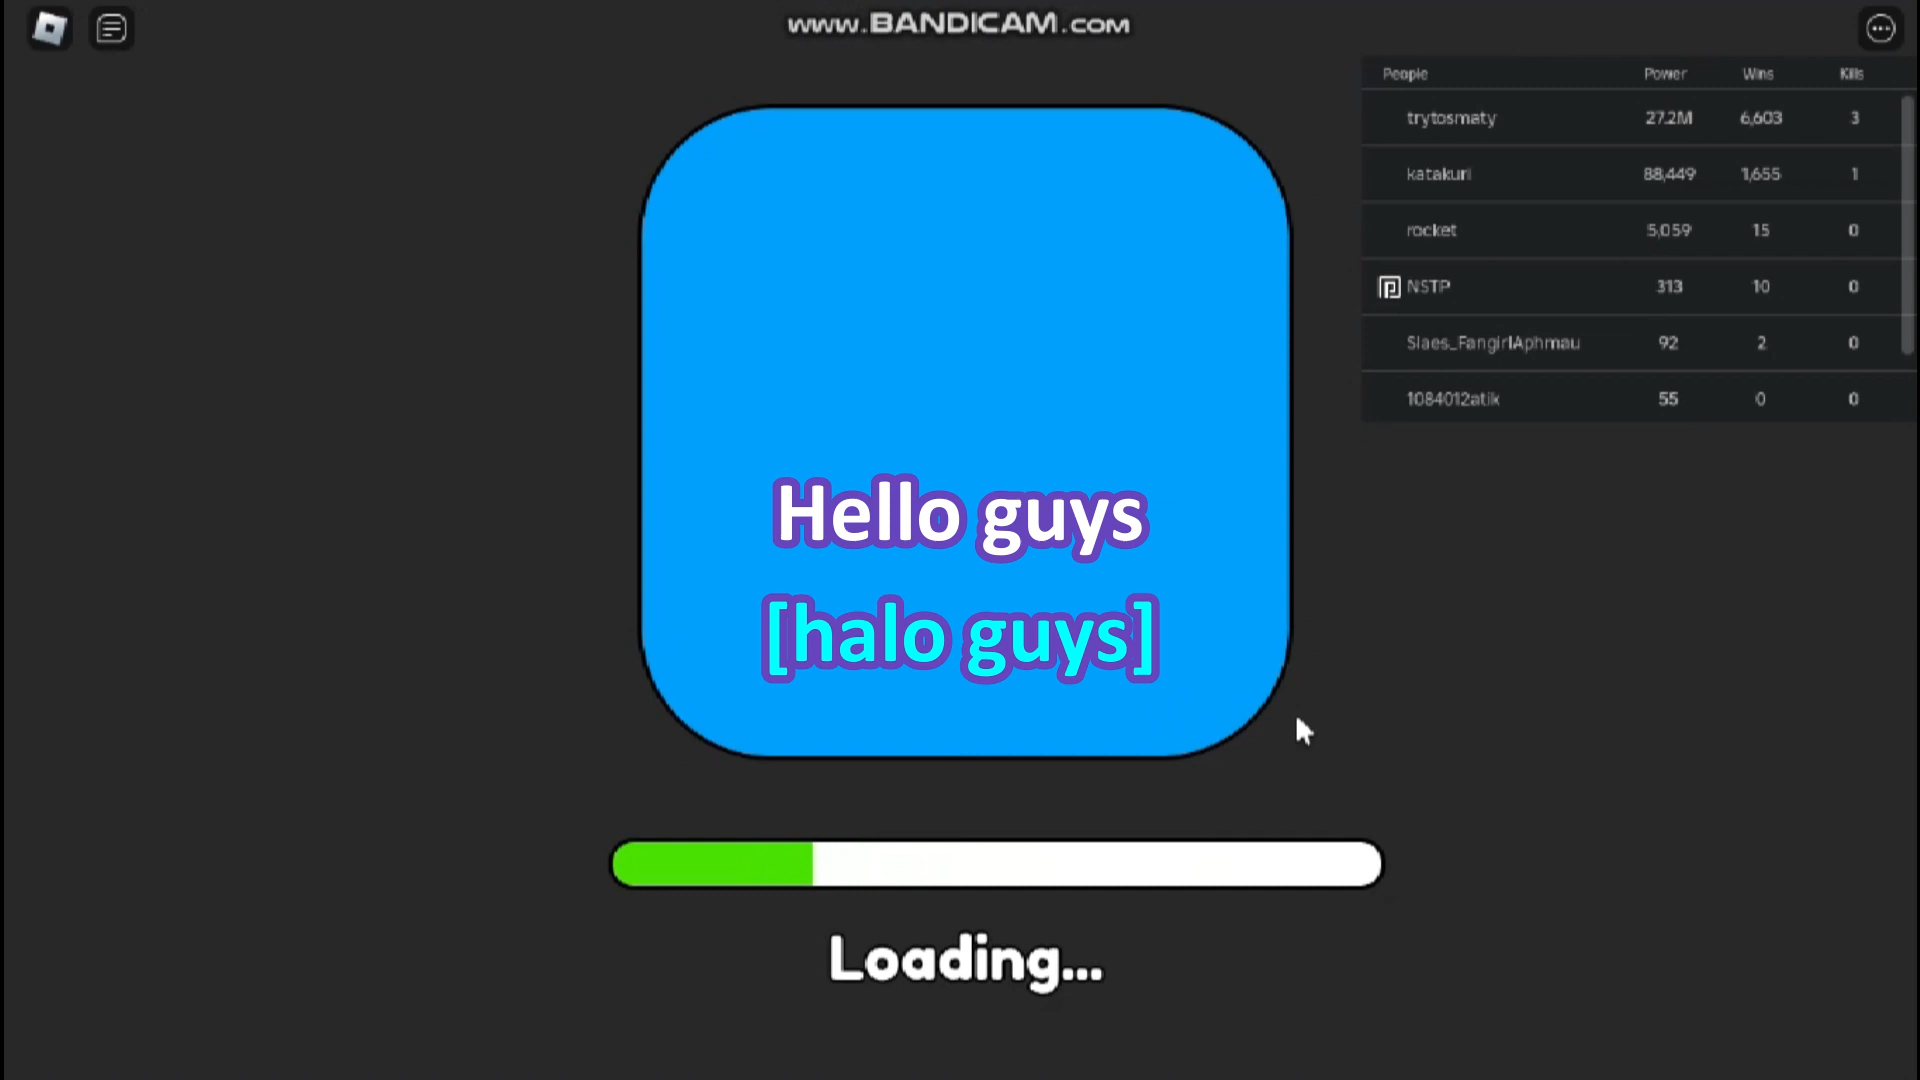 www.BANDICAM.com
People Power Wins Kills
trytosmaty 27.2M 6,603 3
katakuri 88,449 1,655 1
rocket 5,059 15 0
NSTP 313 10 0
Slaes_FangirlAphmau 92 2 0
1084012atik 55 0 0
Hello guys
[halo guys]
Loading...